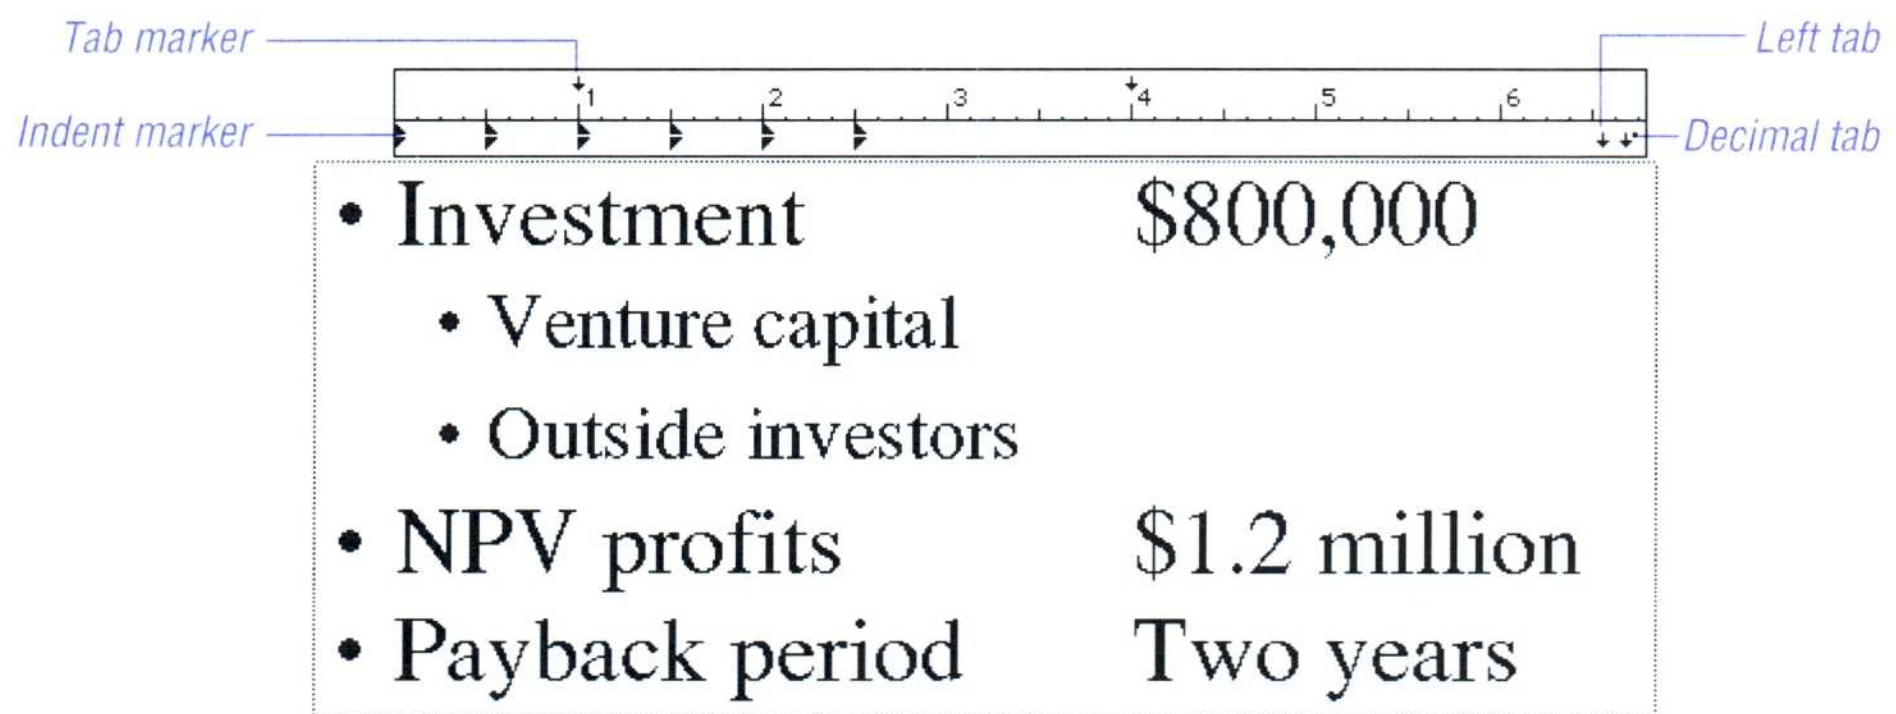 Tab marker
Left tab
1 2 3 4 5 6
Indent marker
Decimal tab
• Investment $800,000
• Venture capital
• Outside investors
• NPV profits $1.2 million
• Payback period Two years